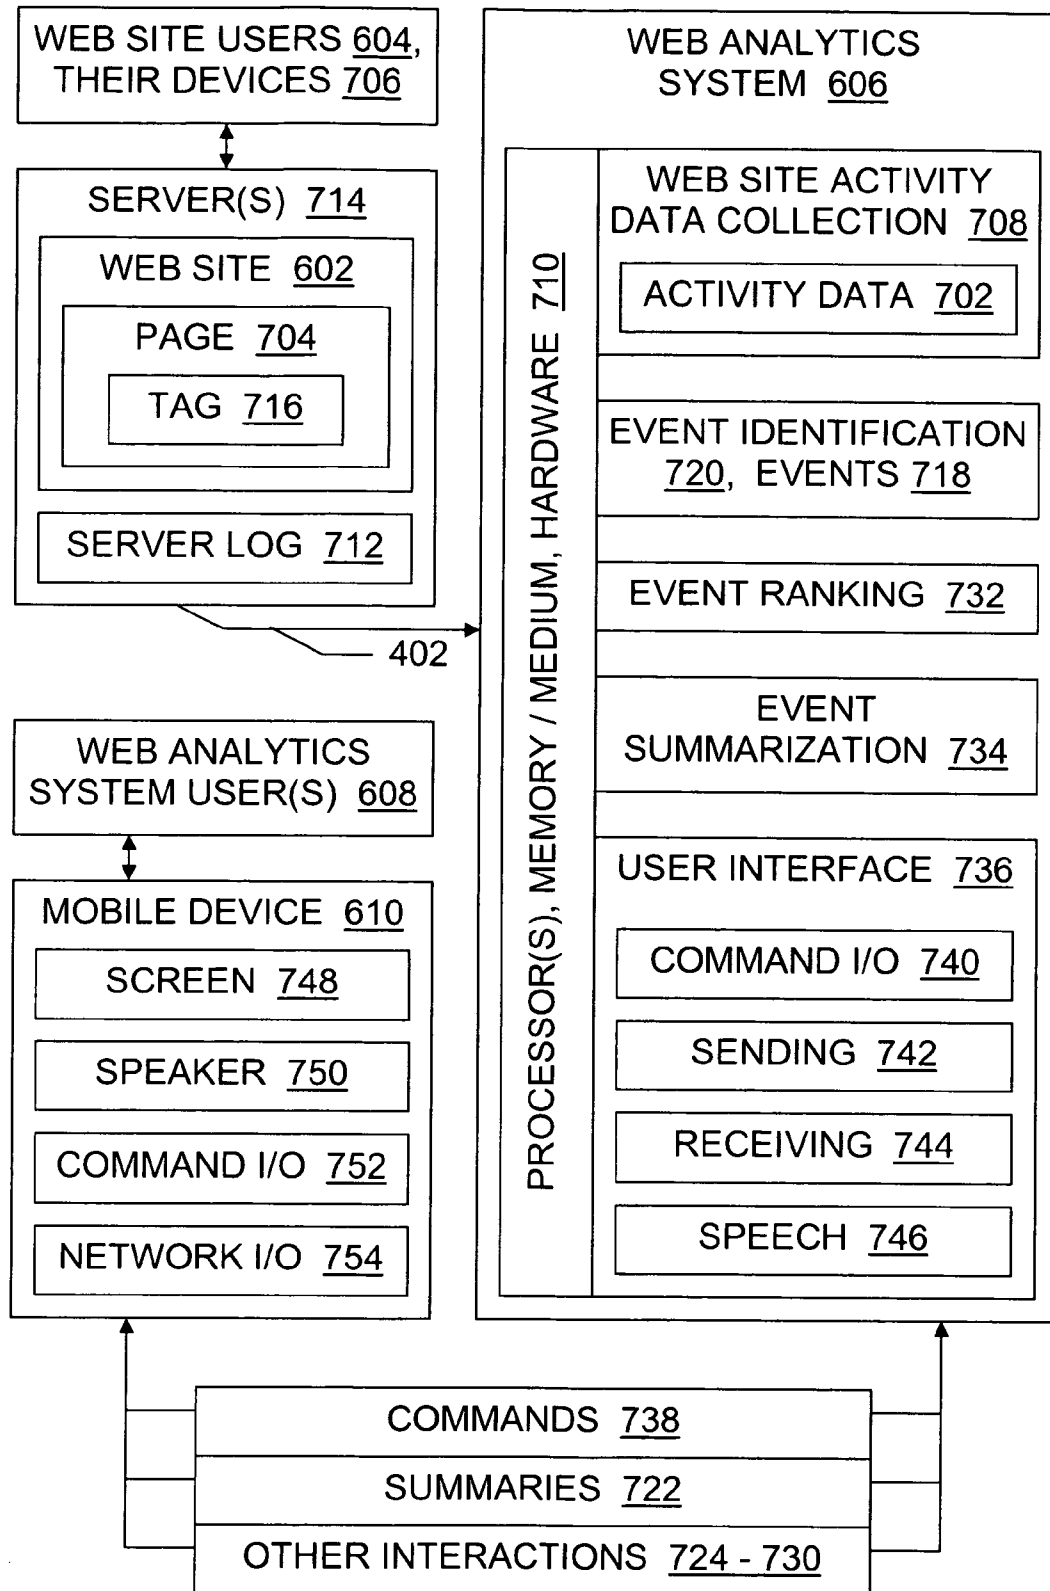 WEB SITE USERS 604,
THEIR DEVICES 706
SERVER(S) 714
WEB SITE 602
PAGE 704
TAG 716
SERVER LOG 712
402
WEB ANALYTICS
SYSTEM USER(S) 608
MOBILE DEVICE 610
SCREEN 748
SPEAKER 750
COMMAND I/O 752
NETWORK I/O 754
WEB ANALYTICS
SYSTEM 606
PROCESSOR(S), MEMORY / MEDIUM, HARDWARE 710
WEB SITE ACTIVITY
DATA COLLECTION 708
ACTIVITY DATA 702
EVENT IDENTIFICATION
720, EVENTS 718
EVENT RANKING 732
EVENT
SUMMARIZATION 734
USER INTERFACE 736
COMMAND I/O 740
SENDING 742
RECEIVING 744
SPEECH 746
COMMANDS 738
SUMMARIES 722
OTHER INTERACTIONS 724 - 730